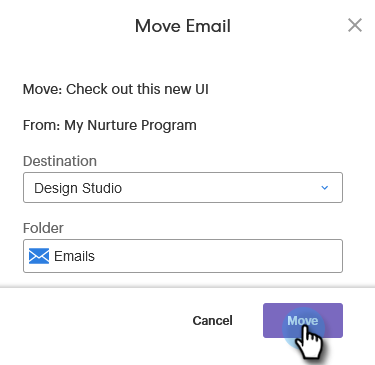 Move Email
Move: Check out this new UI
From: My Nurture Program
Destination
Design Studio
Folder
Emails
Cancel
Move